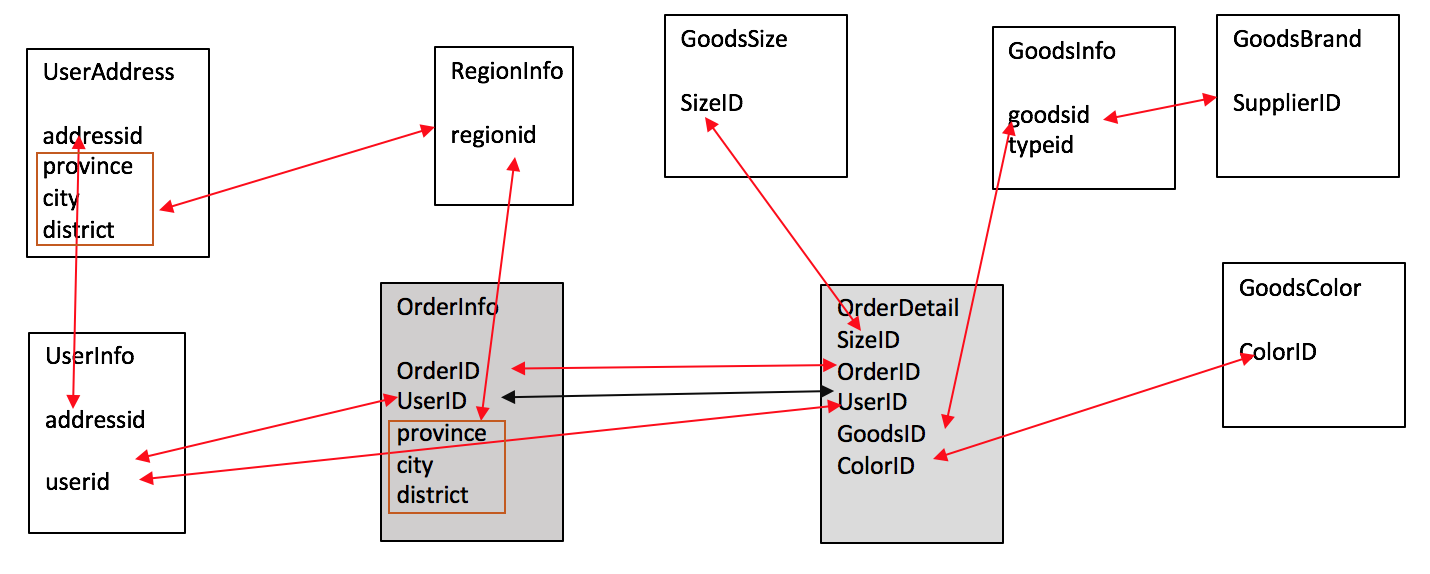 UserAddress
addressid
province
city
district
RegionInfo
regionid
GoodsSize
SizeID
GoodsInfo
goodsid
typeid
GoodsBrand
SupplierID
UserInfo
addressid
userid
OrderInfo
OrderID
UserID
province
city
district
OrderDetail
SizeID
OrderID
UserID
GoodsID
ColorID
GoodsColor
ColorID